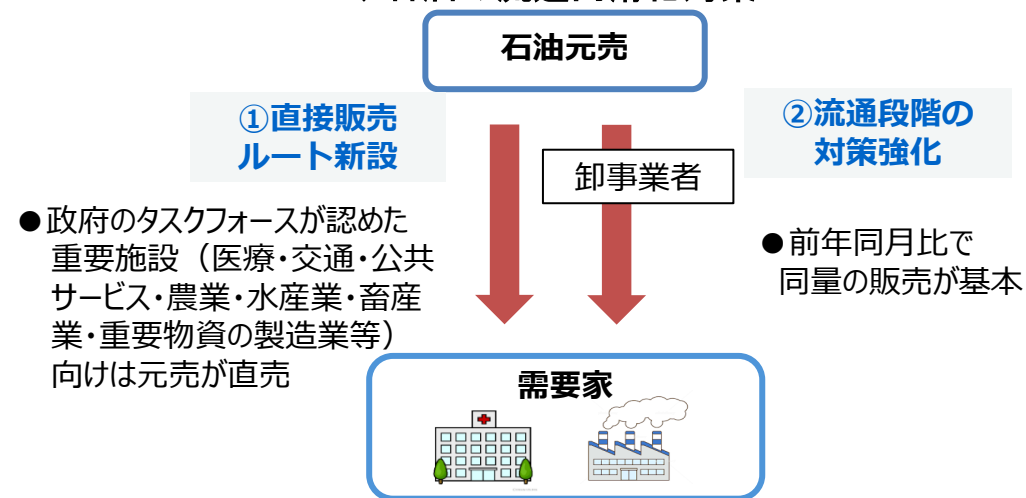 石油元売
①直接販売
ルート新設
②流通段階の
対策強化
卸事業者
●政府のタスクフォースが認めた
重要施設（医療・交通・公共
サービス・農業・水産業・畜産
業・重要物資の製造業等）
向けは元売が直売
●前年同月比で
同量の販売が基本
需要家